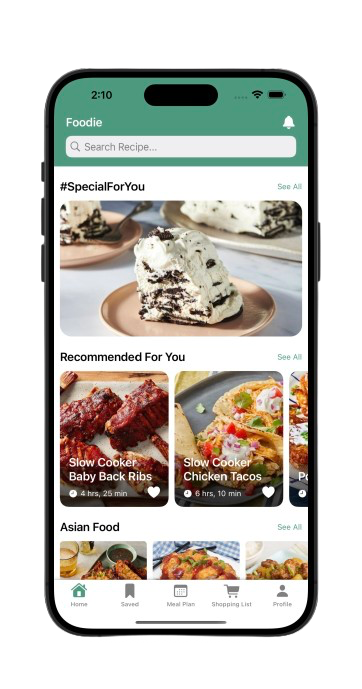 2:10
Foodie
Search Recipe...
#SpecialForYou
See All
Recommended For You
See All
Slow Cooker
Baby Back Ribs
4 hrs, 25 min
Slow Cooker
Chicken Tacos
6 hrs, 10 min
Asian Food
See All
Home
Saved
Meal Plan
Shopping List
Profile